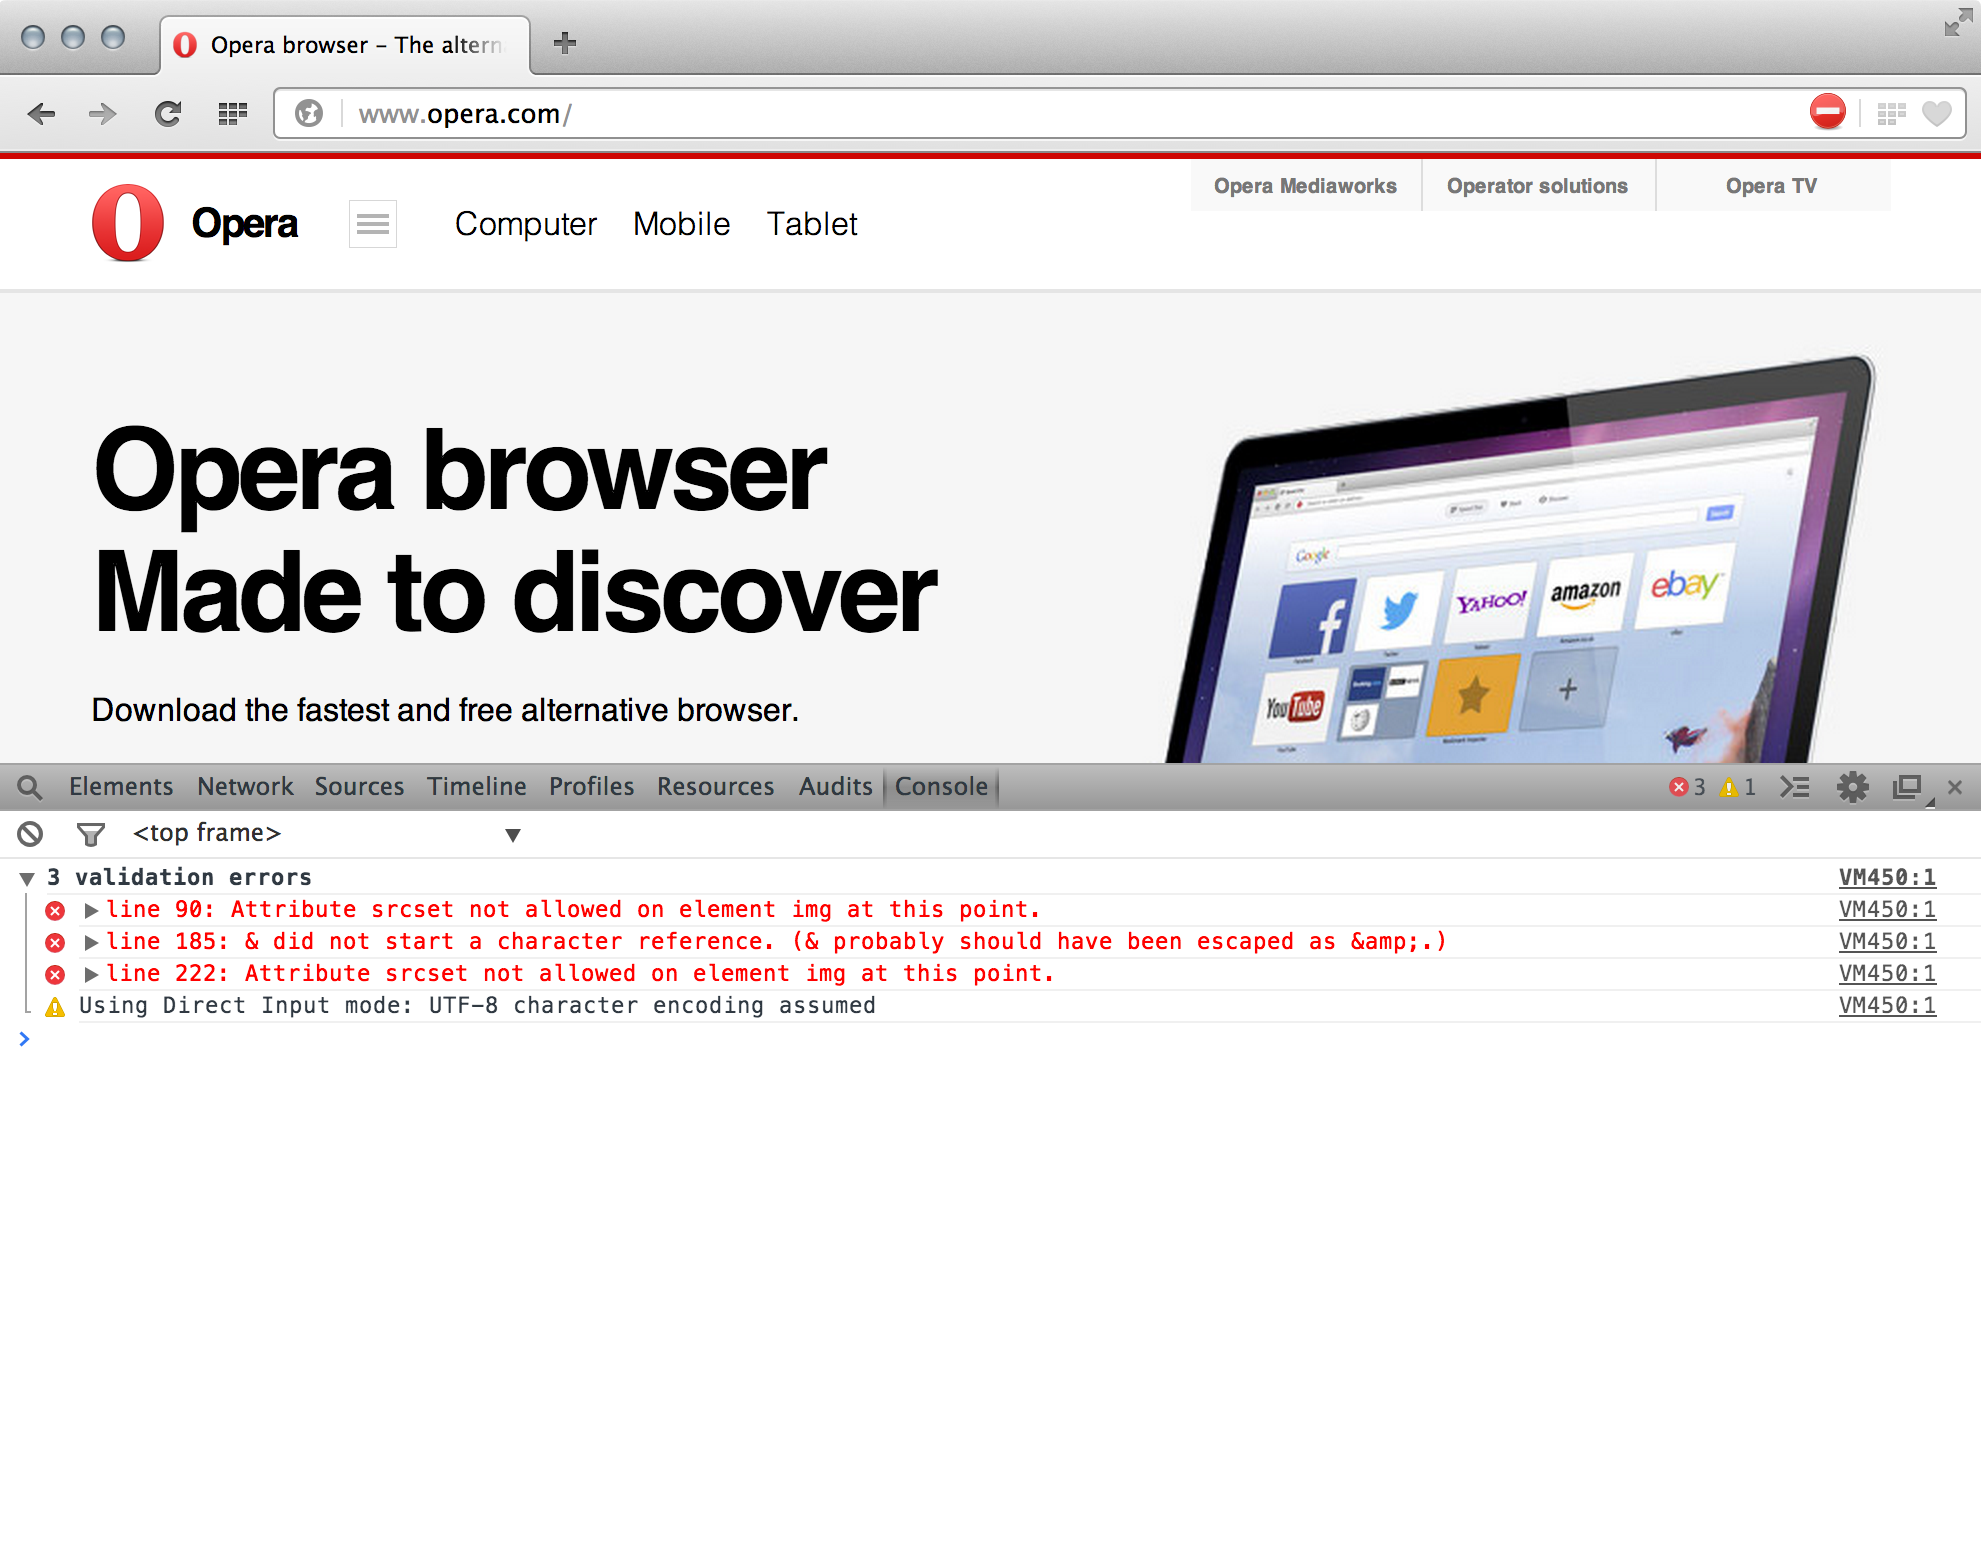 Opera browser – The altern
www.opera.com/
Opera Mediaworks Operator solutions Opera TV
Opera Computer Mobile Tablet
Opera browser
Made to discover
Google
YAHOO! amazon ebay
YouTube
Download the fastest and free alternative browser.
Elements Network Sources Timeline Profiles Resources Audits Console 3 1
<top frame>
3 validation errors VM450:1
line 90: Attribute srcset not allowed on element img at this point. VM450:1
line 185: & did not start a character reference. (& probably should have been escaped as &amp;.) VM450:1
line 222: Attribute srcset not allowed on element img at this point. VM450:1
Using Direct Input mode: UTF-8 character encoding assumed VM450:1